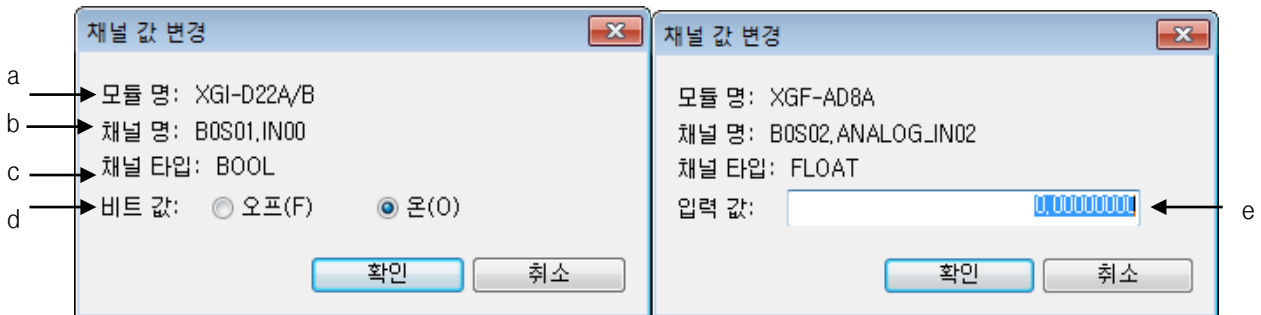 채널 값 변경
a
모듈 명: XGI-D22A/B
b
채널 명: B0S01,IN00
c
채널 타입: BOOL
d
비트 값: 오프(F) 온(O)
확인 취소
채널 값 변경
모듈 명: XGF-AD8A
채널 명: B0S02,ANALOG_IN02
채널 타입: FLOAT
입력 값: 0,00000000
e
확인 취소